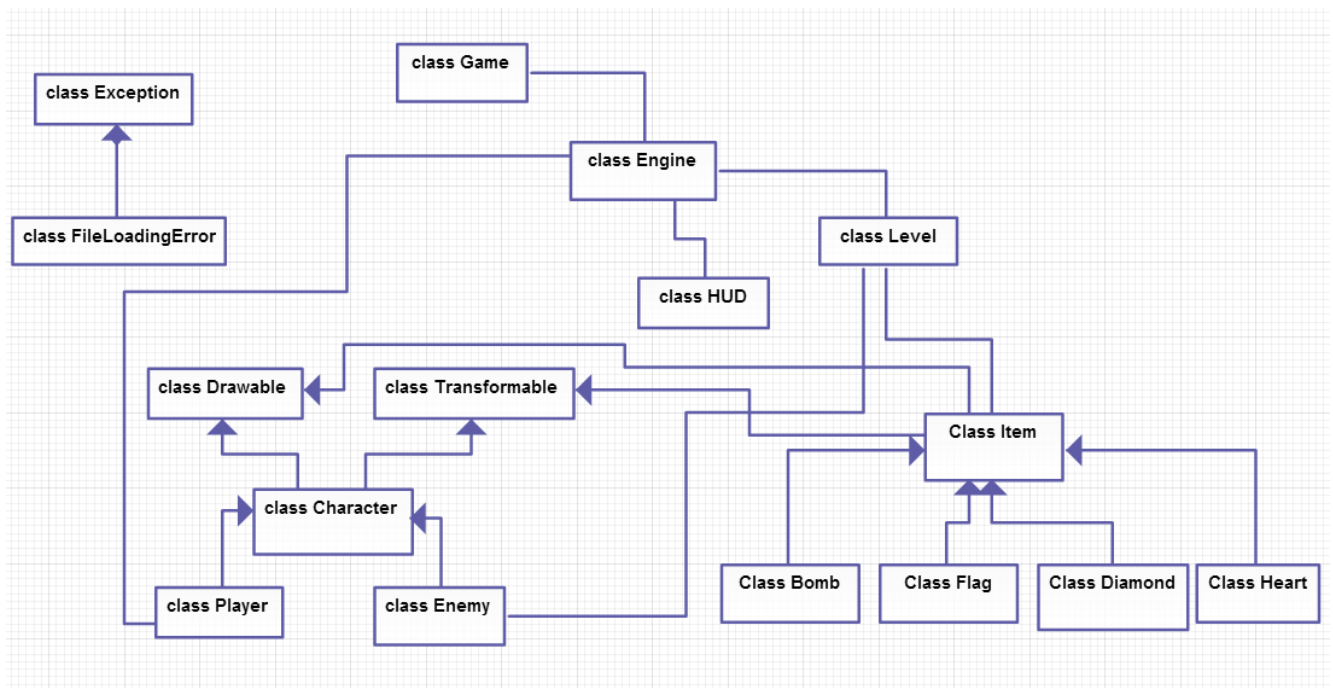 class Game
class Exception
class Engine
class FileLoadingError
class Level
class HUD
class Drawable
class Transformable
Class Item
class Character
Class Bomb
Class Flag
Class Diamond
Class Heart
class Player
class Enemy